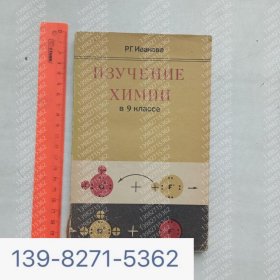 Р.Г. Иванова
ИЗУЧЕНИЕ
ХИМИИ
в 9 классе
139-8271-5362